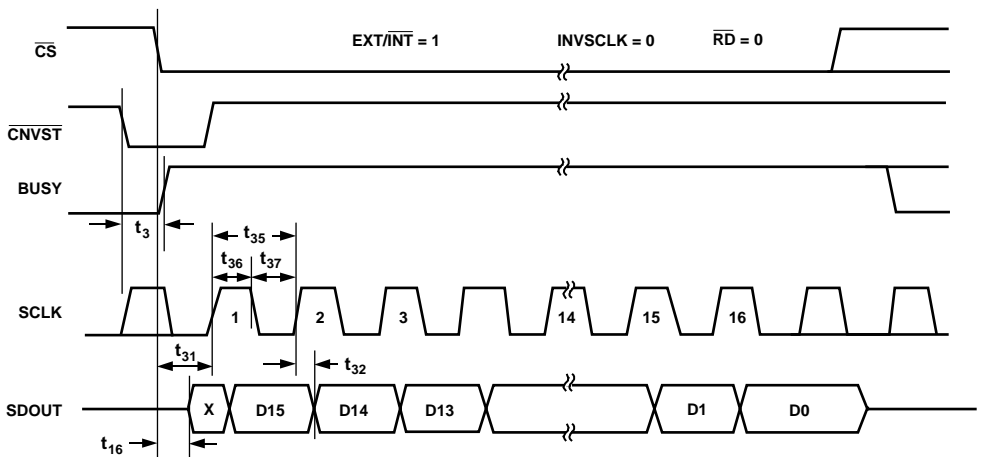 CS EXT/INT = 1 INVSCLK = 0 RD = 0
CNVST
BUSY
t3
t35
t36 t37
SCLK 1 2 3 14 15 16
t31
t32
SDOUT X D15 D14 D13 D1 D0
t16